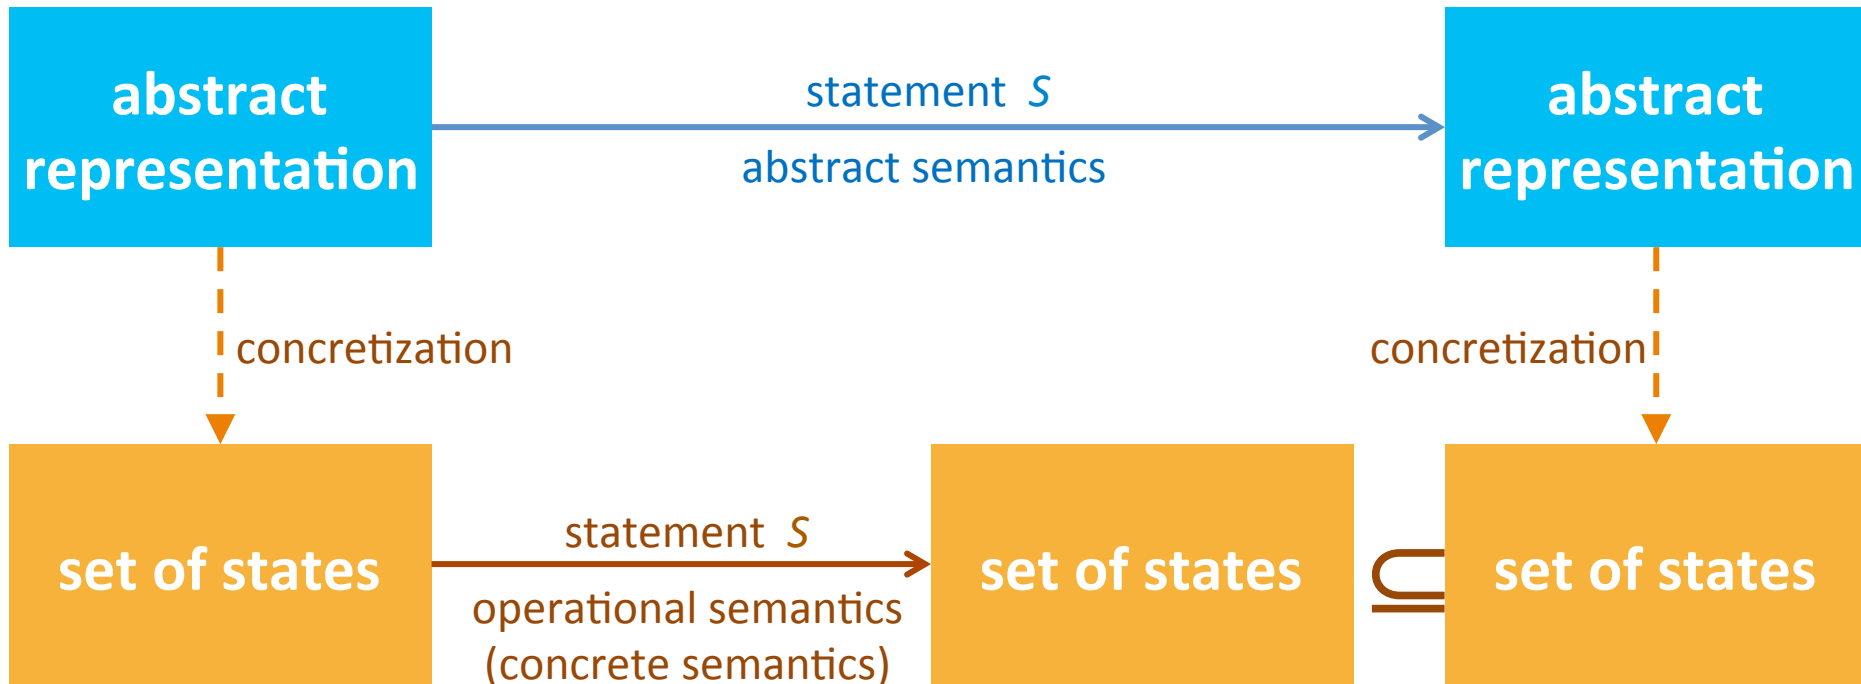 abstract
representation
statement S
abstract semantics
abstract
representation
concretization
concretization
set of states
statement S
operational semantics
(concrete semantics)
set of states
⊆
set of states